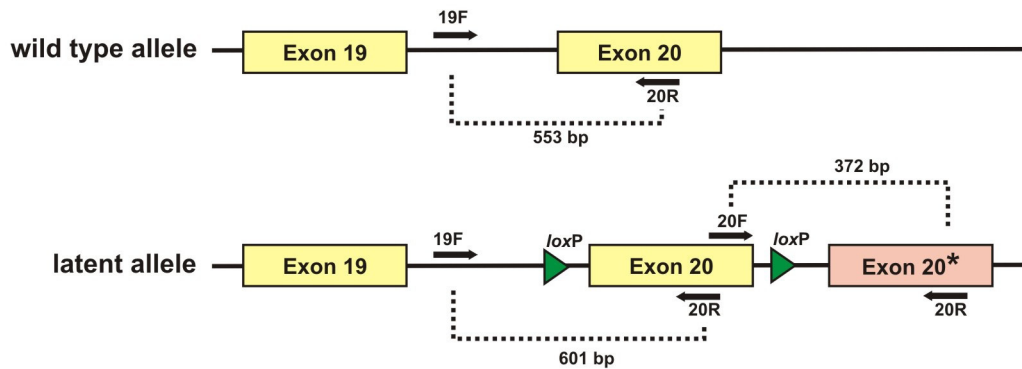 19F
wild type allele
Exon 19
Exon 20
20R
553 bp
372 bp
20F
19F
loxP
loxP
latent allele
Exon 19
Exon 20
Exon 20*
20R
20R
601 bp